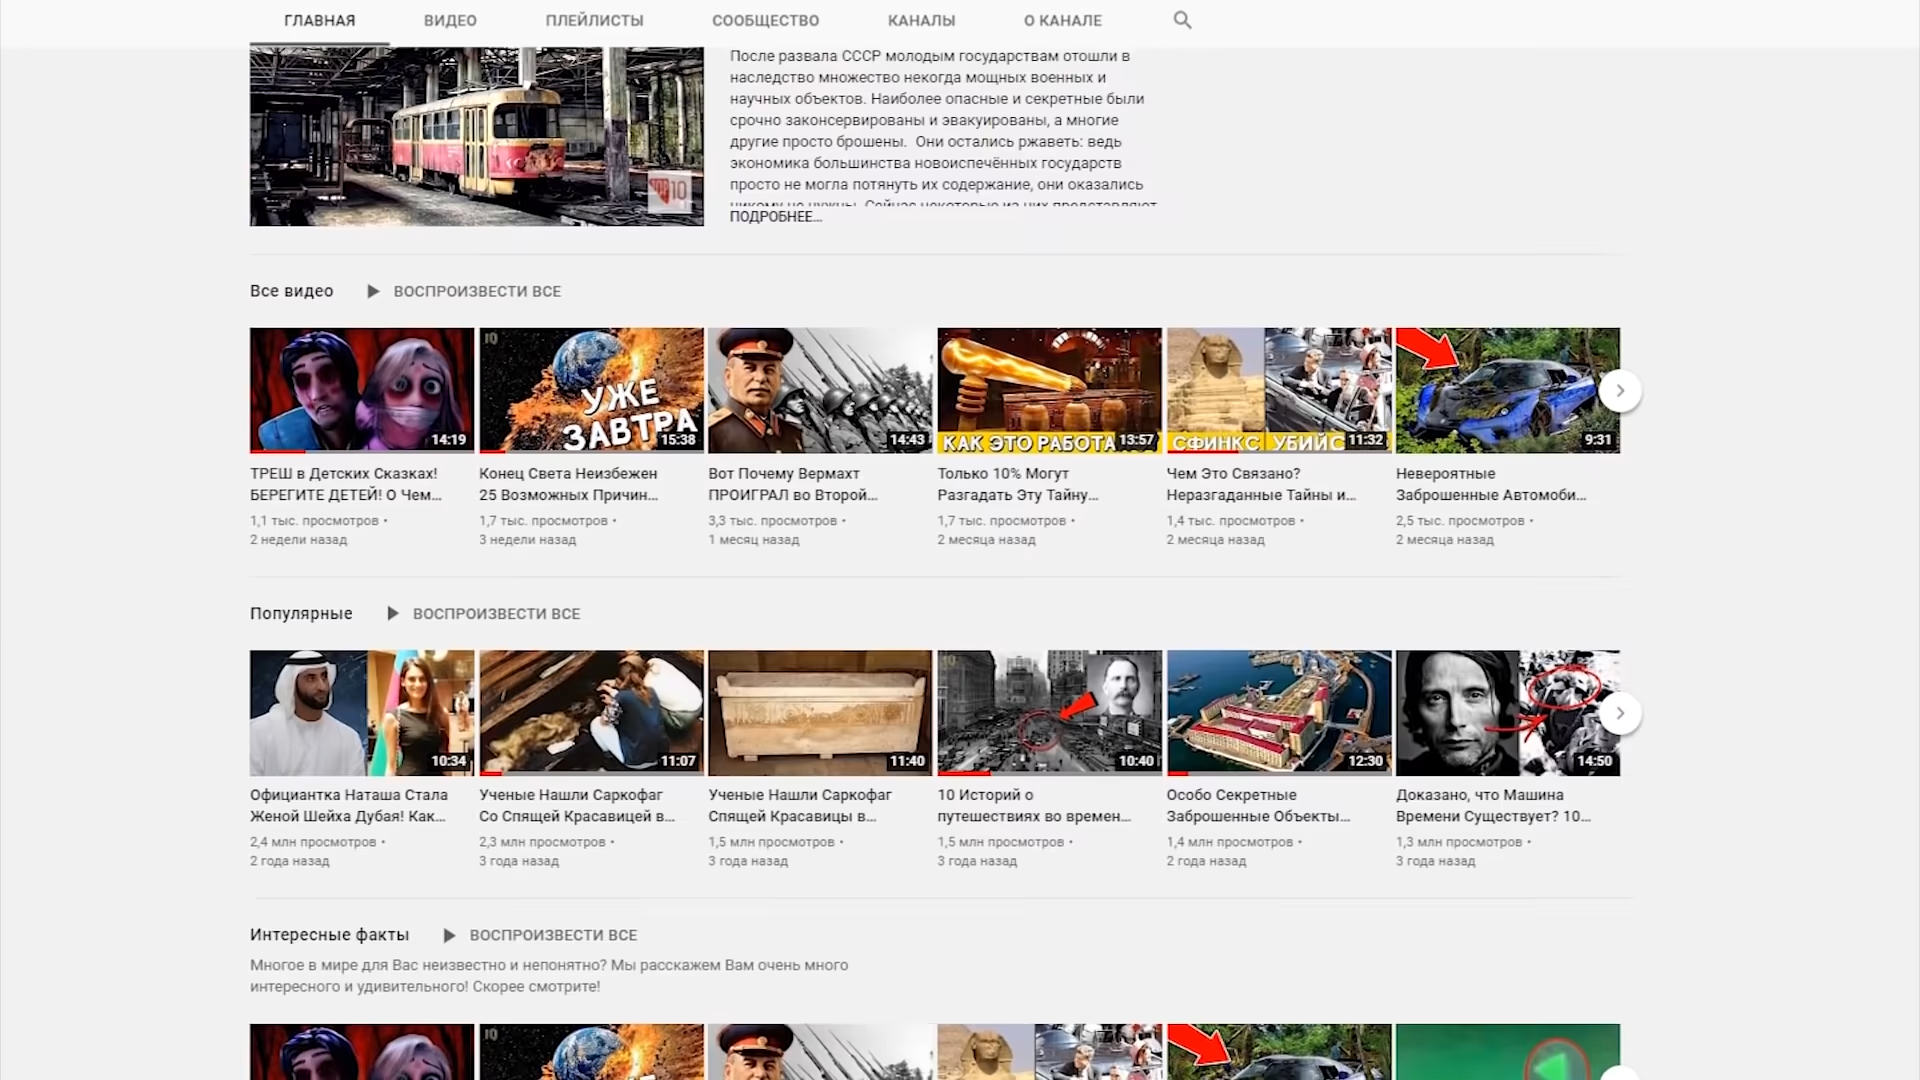 ГЛАВНАЯ ВИДЕО ПЛЕЙЛИСТЫ СООБЩЕСТВО КАНАЛЫ О КАНАЛЕ
После развала СССР молодым государствам отошли в
наследство множество некогда мощных военных и
научных объектов. Наиболее опасные и секретные были
срочно законсервированы и эвакуированы, а многие
другие просто брошены. Они остались ржаветь: ведь
экономика большинства новоиспечённых государств
просто не могла потянуть их содержание, они оказались
никому не нужны. Сейчас некоторые из них представляют
ПОДРОБНЕЕ...
TOP 10
Все видео ВОСПРОИЗВЕСТИ ВСЕ
14:19
УЖЕ
ЗАВТРА
15:38
14:43
КАК ЭТО РАБОТА
13:57
СФИНКС УБИЙС
11:32
9:31
ТРЕШ в Детских Сказках!
БЕРЕГИТЕ ДЕТЕЙ! О Чем...
1,1 тыс. просмотров •
2 недели назад
Конец Света Неизбежен
25 Возможных Причин...
1,7 тыс. просмотров •
3 недели назад
Вот Почему Вермахт
ПРОИГРАЛ во Второй...
3,3 тыс. просмотров •
1 месяц назад
Только 10% Могут
Разгадать Эту Тайну...
1,7 тыс. просмотров •
2 месяца назад
Чем Это Связано?
Неразгаданные Тайны и...
1,4 тыс. просмотров •
2 месяца назад
Невероятные
Заброшенные Автомоби...
2,5 тыс. просмотров •
2 месяца назад
Популярные ВОСПРОИЗВЕСТИ ВСЕ
10:34
11:07
11:40
10:40
12:30
14:50
Официантка Наташа Стала
Женой Шейха Дубая! Как...
2,4 млн просмотров •
2 года назад
Ученые Нашли Саркофаг
Со Спящей Красавицей в...
2,3 млн просмотров •
3 года назад
Ученые Нашли Саркофаг
Спящей Красавицы в...
1,5 млн просмотров •
3 года назад
10 Историй о
путешествиях во времен...
1,5 млн просмотров •
3 года назад
Особо Секретные
Заброшенные Объекты...
1,4 млн просмотров •
2 года назад
Доказано, что Машина
Времени Существует? 10...
1,3 млн просмотров •
3 года назад
Интересные факты ВОСПРОИЗВЕСТИ ВСЕ
Многое в мире для Вас неизвестно и непонятно? Мы расскажем Вам очень много
интересного и удивительного! Скорее смотрите!